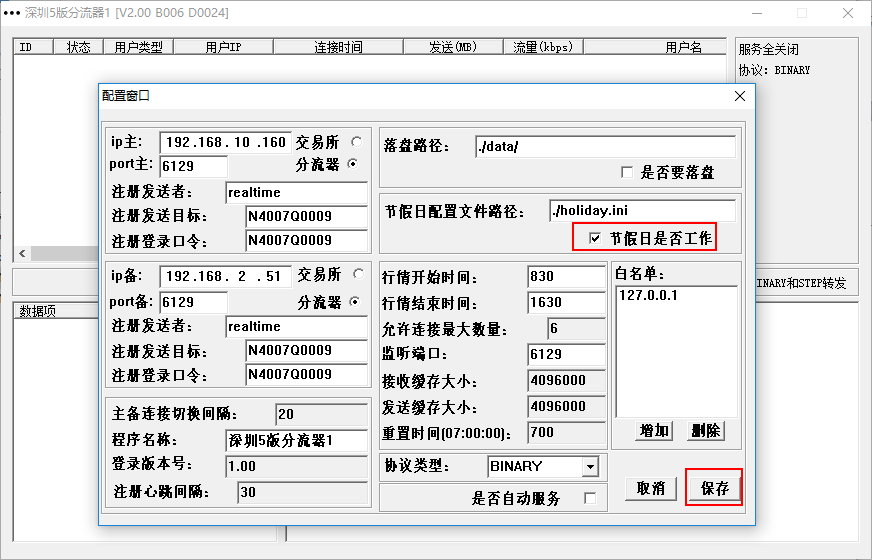 深圳5版分流器1 [V2.00 B006 D0024]
ID 状态 用户类型 用户IP 连接时间 发送(MB) 流量(kbps) 用户名
服务全关闭
协议: BINARY
配置窗口
ip主: 192.168. 10 .160 交易所
port主: 6129 分流器
注册发送者: realtime
注册发送目标: N4007Q0009
注册登录口令: N4007Q0009
ip备: 192.168. 2 .51 交易所
port备: 6129 分流器
注册发送者: realtime
注册发送目标: N4007Q0009
注册登录口令: N4007Q0009
主备连接切换间隔: 20
程序名称: 深圳5版分流器1
登录版本号: 1.00
注册心跳间隔: 30
落盘路径: ./data/
是否要落盘
节假日配置文件路径: ./holiday.ini
节假日是否工作
行情开始时间: 830
行情结束时间: 1630
允许连接最大数量: 6
监听端口: 6129
接收缓存大小: 4096000
发送缓存大小: 4096000
重置时间(07:00:00): 700
协议类型: BINARY
是否自动服务
白名单:
127.0.0.1
增加 删除
取消 保存
INARY和STEP转发
数据项